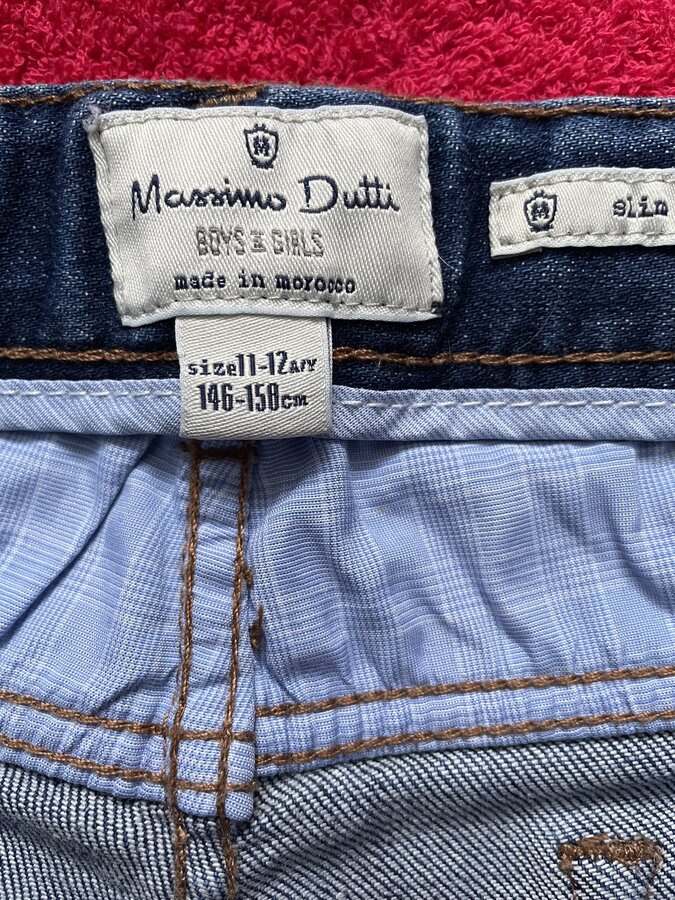 M
Massimo Dutti
BOYS & GIRLS
made in morocco
size11-12A/Y
146-158cm
M
slim